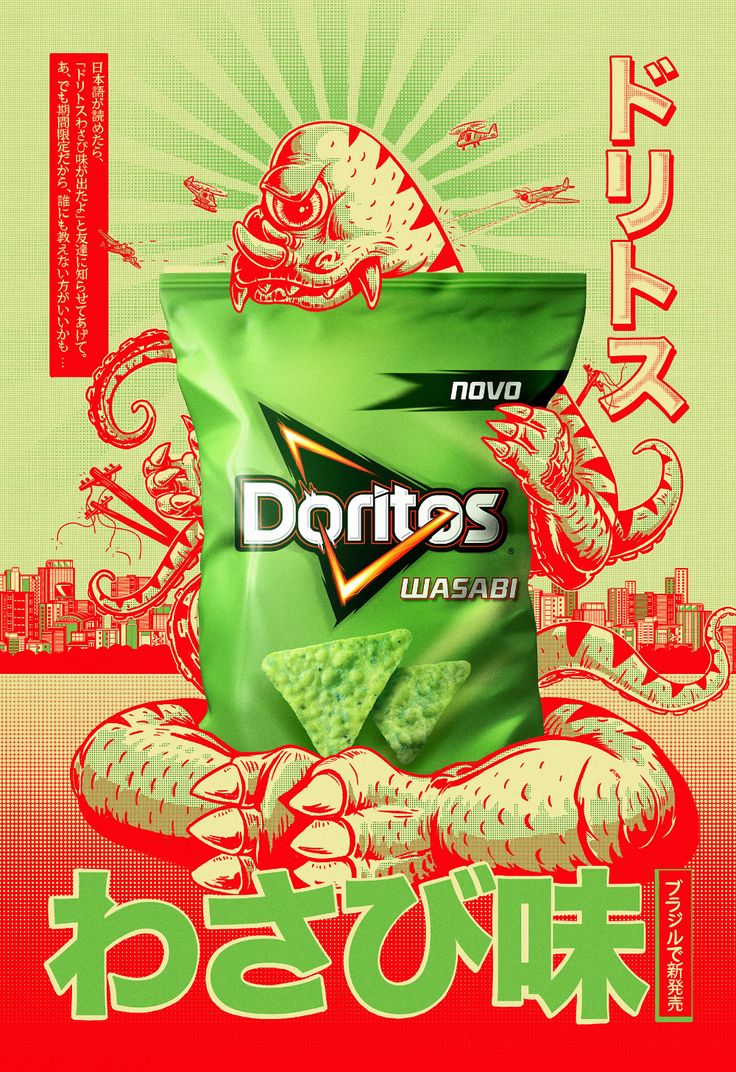 ドリトス
日本語が読めたら、
「ドリトスわさび味が出たよ」と友達に知らせてあげて。
あ、でも期間限定だから、誰にも教えない方がいいかも…
NOVO
Doritos®
WASABI
わさび味
ブラジルで新発売